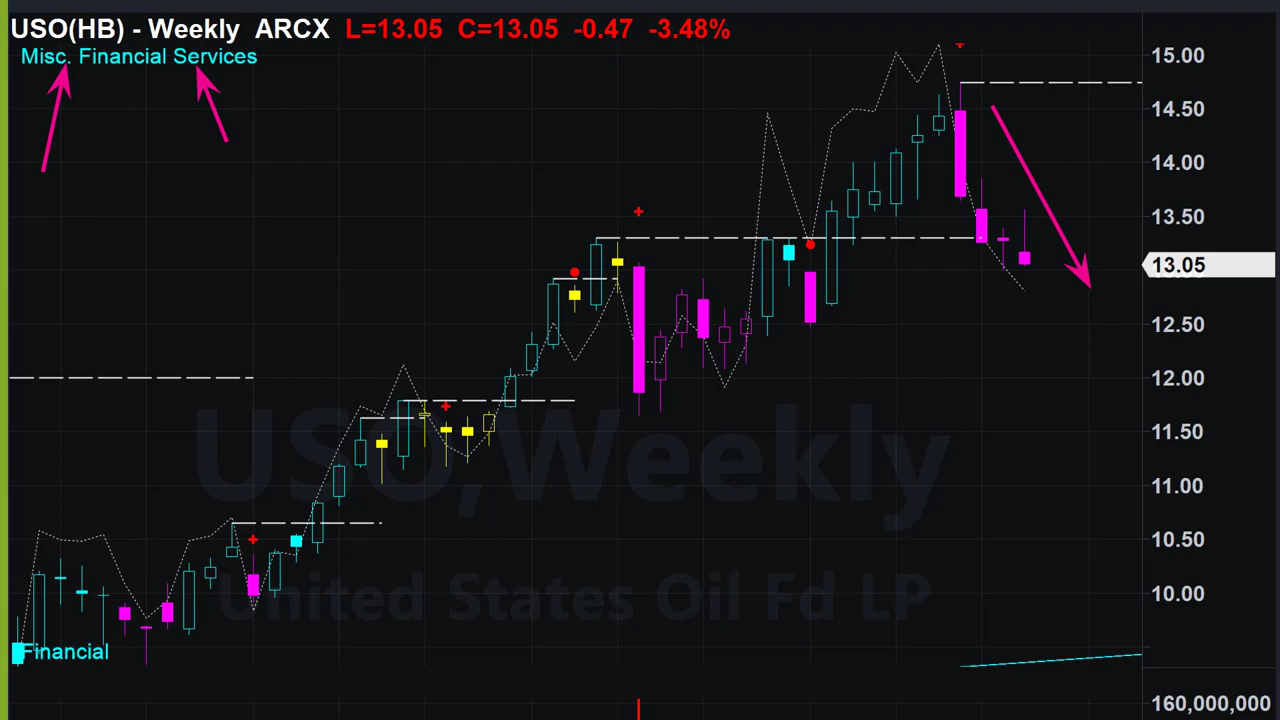 USO(HB) - Weekly ARCX L=13.05 C=13.05 -0.47 -3.48%
Misc. Financial Services
15.00
14.50
14.00
13.50
13.05
12.50
12.00
11.50
11.00
10.50
10.00
USO,Weekly
United States Oil Fd LP
Financial
160,000,000